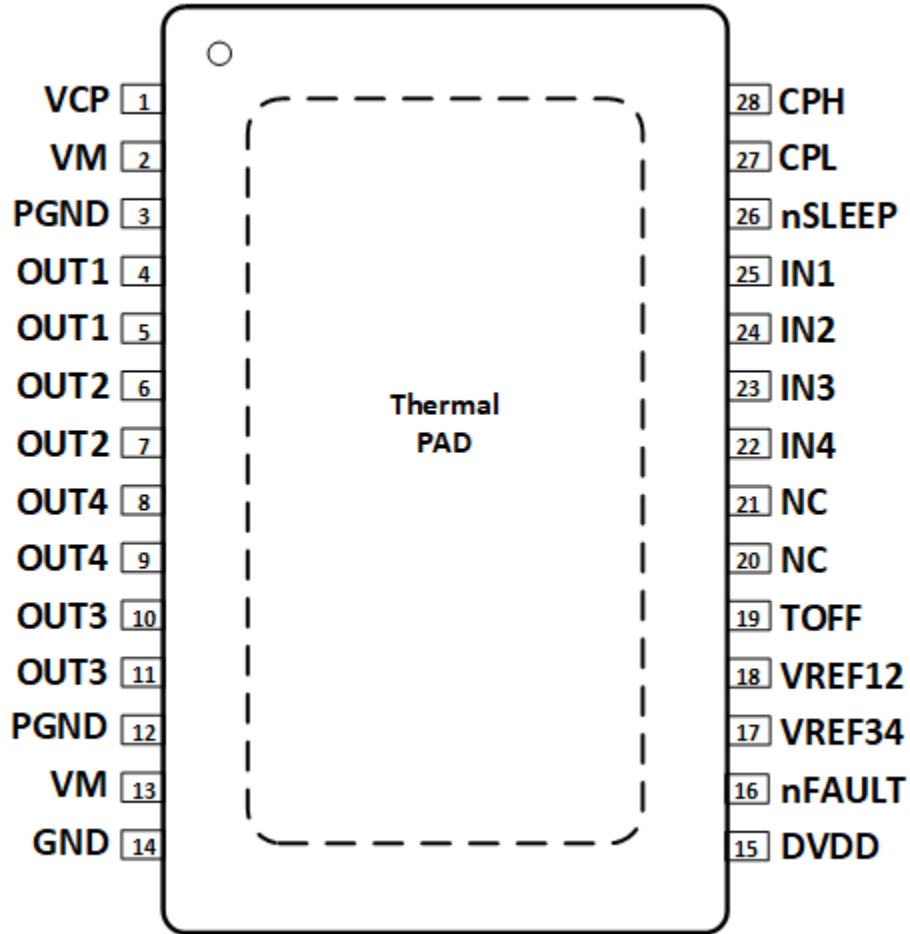 VCP 1
VM 2
PGND 3
OUT1 4
OUT1 5
OUT2 6
OUT2 7
OUT4 8
OUT4 9
OUT3 10
OUT3 11
PGND 12
VM 13
GND 14
Thermal
PAD
28 CPH
27 CPL
26 nSLEEP
25 IN1
24 IN2
23 IN3
22 IN4
21 NC
20 NC
19 TOFF
18 VREF12
17 VREF34
16 nFAULT
15 DVDD